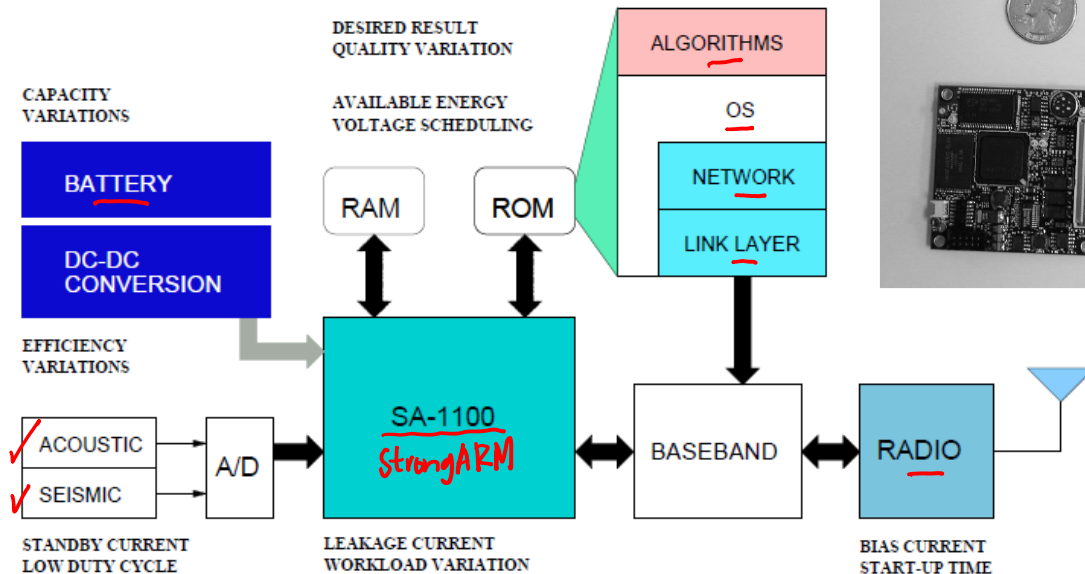 DESIRED RESULT
QUALITY VARIATION
AVAILABLE ENERGY
VOLTAGE SCHEDULING
ALGORITHMS
OS
NETWORK
LINK LAYER
CAPACITY
VARIATIONS
BATTERY
DC-DC
CONVERSION
EFFICIENCY
VARIATIONS
RAM
ROM
ACOUSTIC
SEISMIC
A/D
STANDBY CURRENT
LOW DUTY CYCLE
SA-1100
StrongARM
LEAKAGE CURRENT
WORKLOAD VARIATION
BASEBAND
RADIO
BIAS CURRENT
START-UP TIME